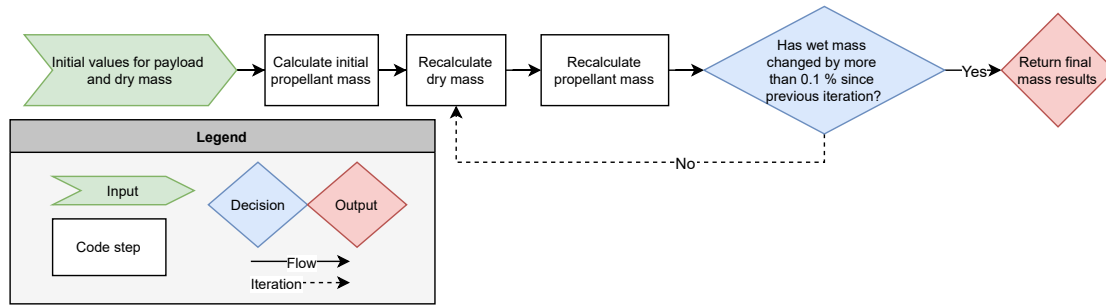 Initial values for payload
and dry mass
Calculate initial
propellant mass
Recalculate
dry mass
Recalculate
propellant mass
Has wet mass
changed by more
than 0.1 % since
previous iteration?
Yes
Return final
mass results
No
Legend
Input
Decision
Output
Code step
Flow
Iteration